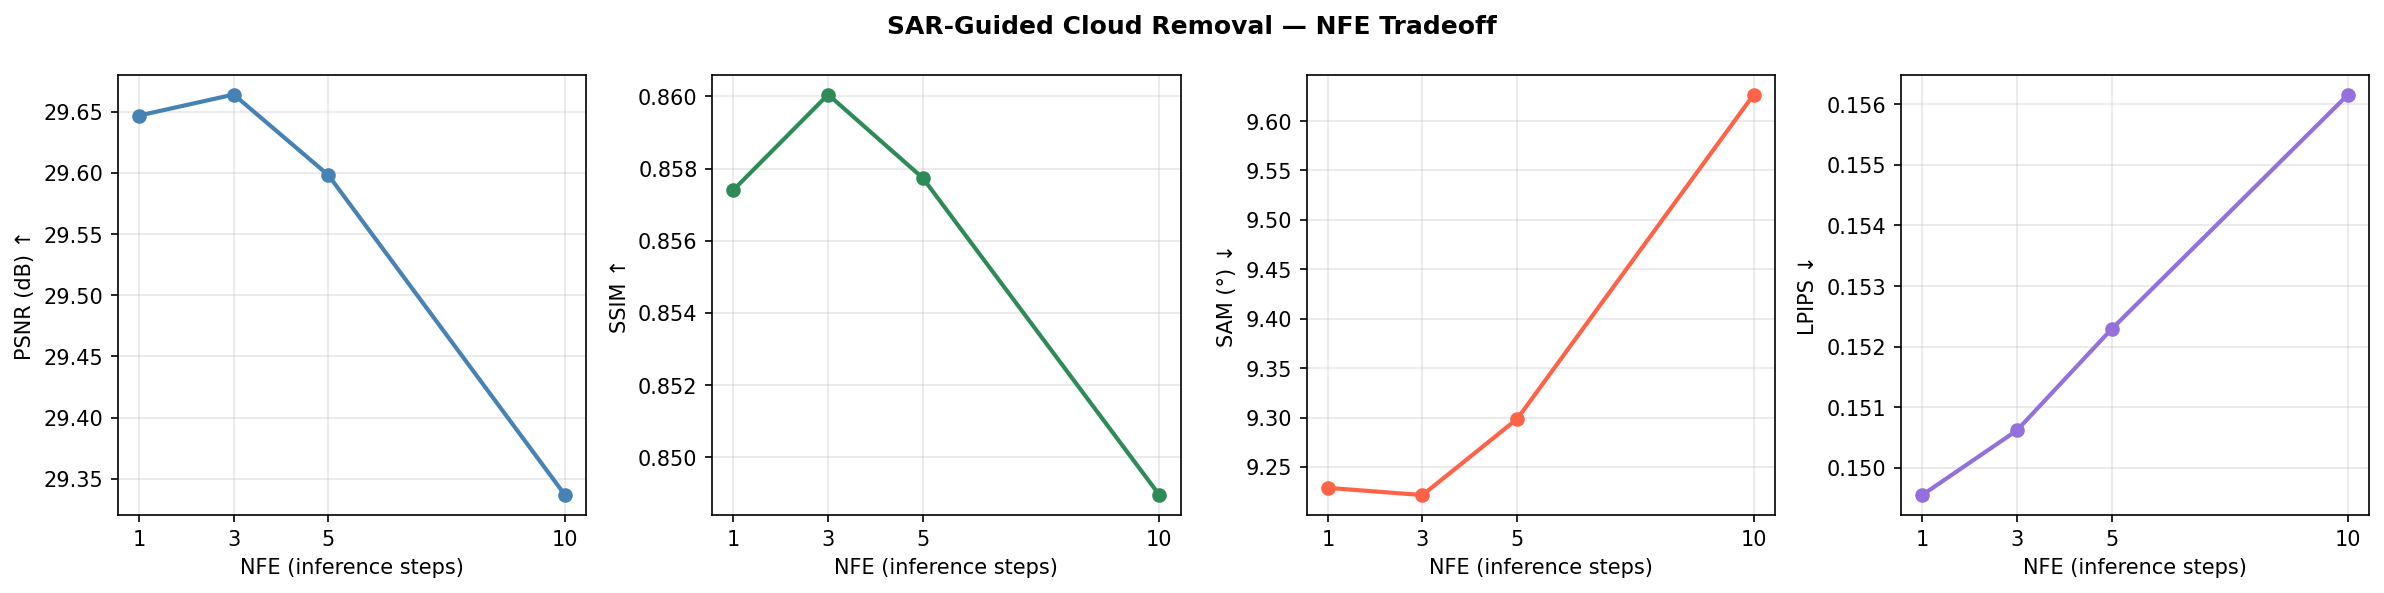 SAR-Guided Cloud Removal — NFE Tradeoff
PSNR (dB) ↑
29.65
29.60
29.55
29.50
29.45
29.40
29.35
1 3 5 10
NFE (inference steps)
SSIM ↑
0.860
0.858
0.856
0.854
0.852
0.850
1 3 5 10
NFE (inference steps)
SAM (°) ↓
9.60
9.55
9.50
9.45
9.40
9.35
9.30
9.25
1 3 5 10
NFE (inference steps)
LPIPS ↓
0.156
0.155
0.154
0.153
0.152
0.151
0.150
1 3 5 10
NFE (inference steps)